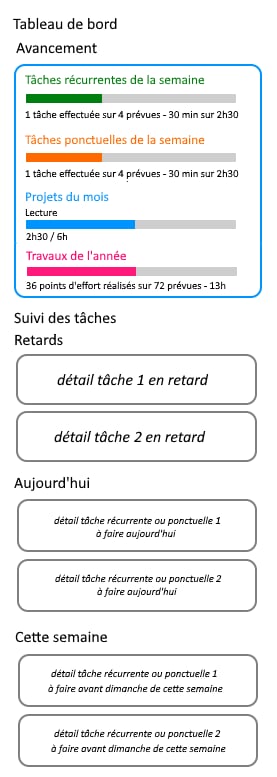 Tableau de bord
Avancement
Tâches récurrentes de la semaine
1 tâche effectuée sur 4 prévues - 30 min sur 2h30
Tâches ponctuelles de la semaine
1 tâche effectuée sur 4 prévues - 30 min sur 2h30
Projets du mois
Lecture
2h30 / 6h
Travaux de l'année
36 points d'effort réalisés sur 72 prévues - 13h
Suivi des tâches
Retards
détail tâche 1 en retard
détail tâche 2 en retard
Aujourd'hui
détail tâche récurrente ou ponctuelle 1
à faire aujourd'hui
détail tâche récurrente ou ponctuelle 2
à faire aujourd'hui
Cette semaine
détail tâche récurrente ou ponctuelle 1
à faire avant dimanche de cette semaine
détail tâche récurrente ou ponctuelle 2
à faire avant dimanche de cette semaine